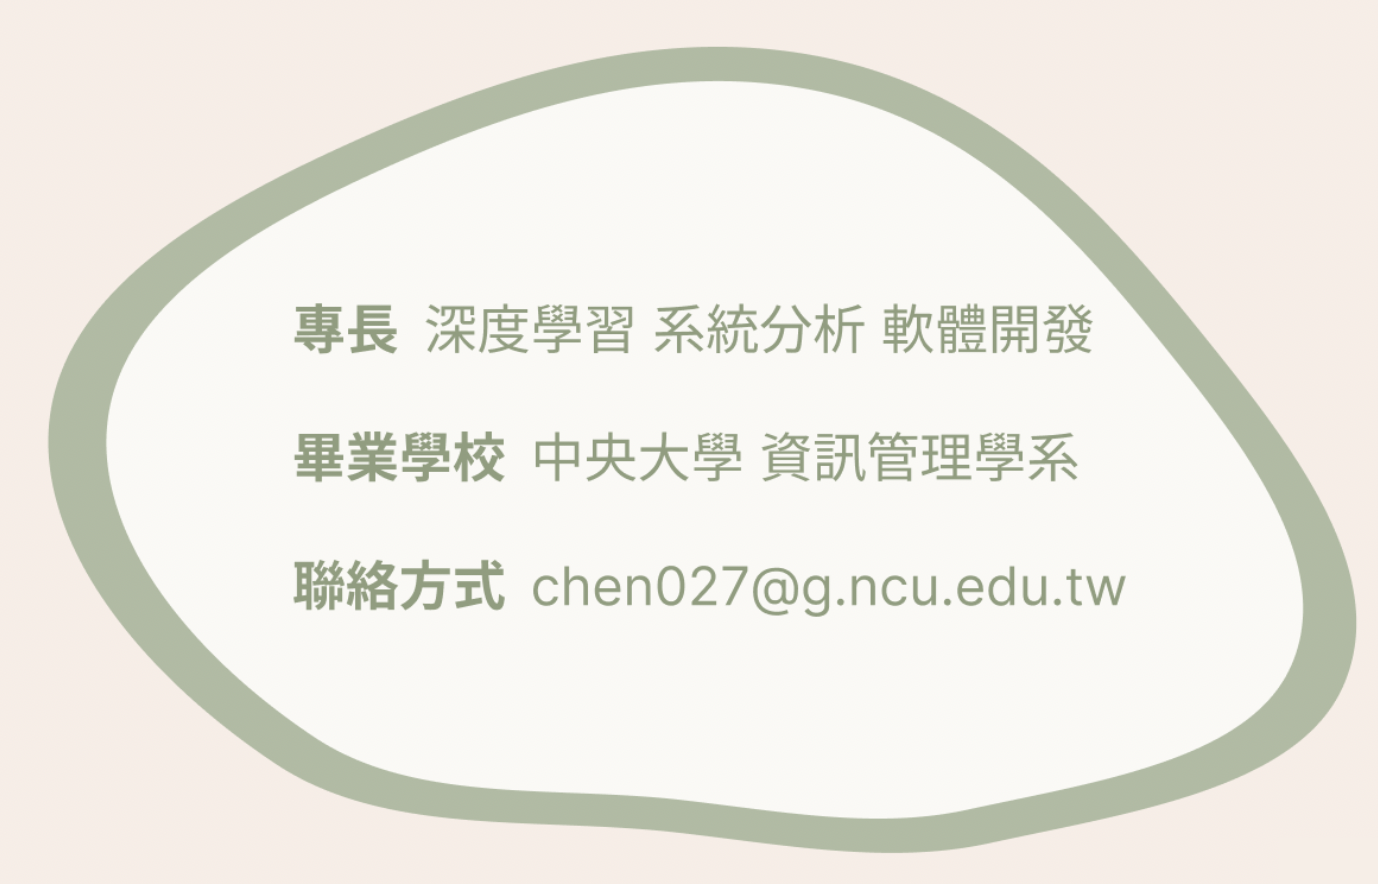 專長 深度學習 系統分析 軟體開發
畢業學校 中央大學 資訊管理學系
聯絡方式 chen027@g.ncu.edu.tw